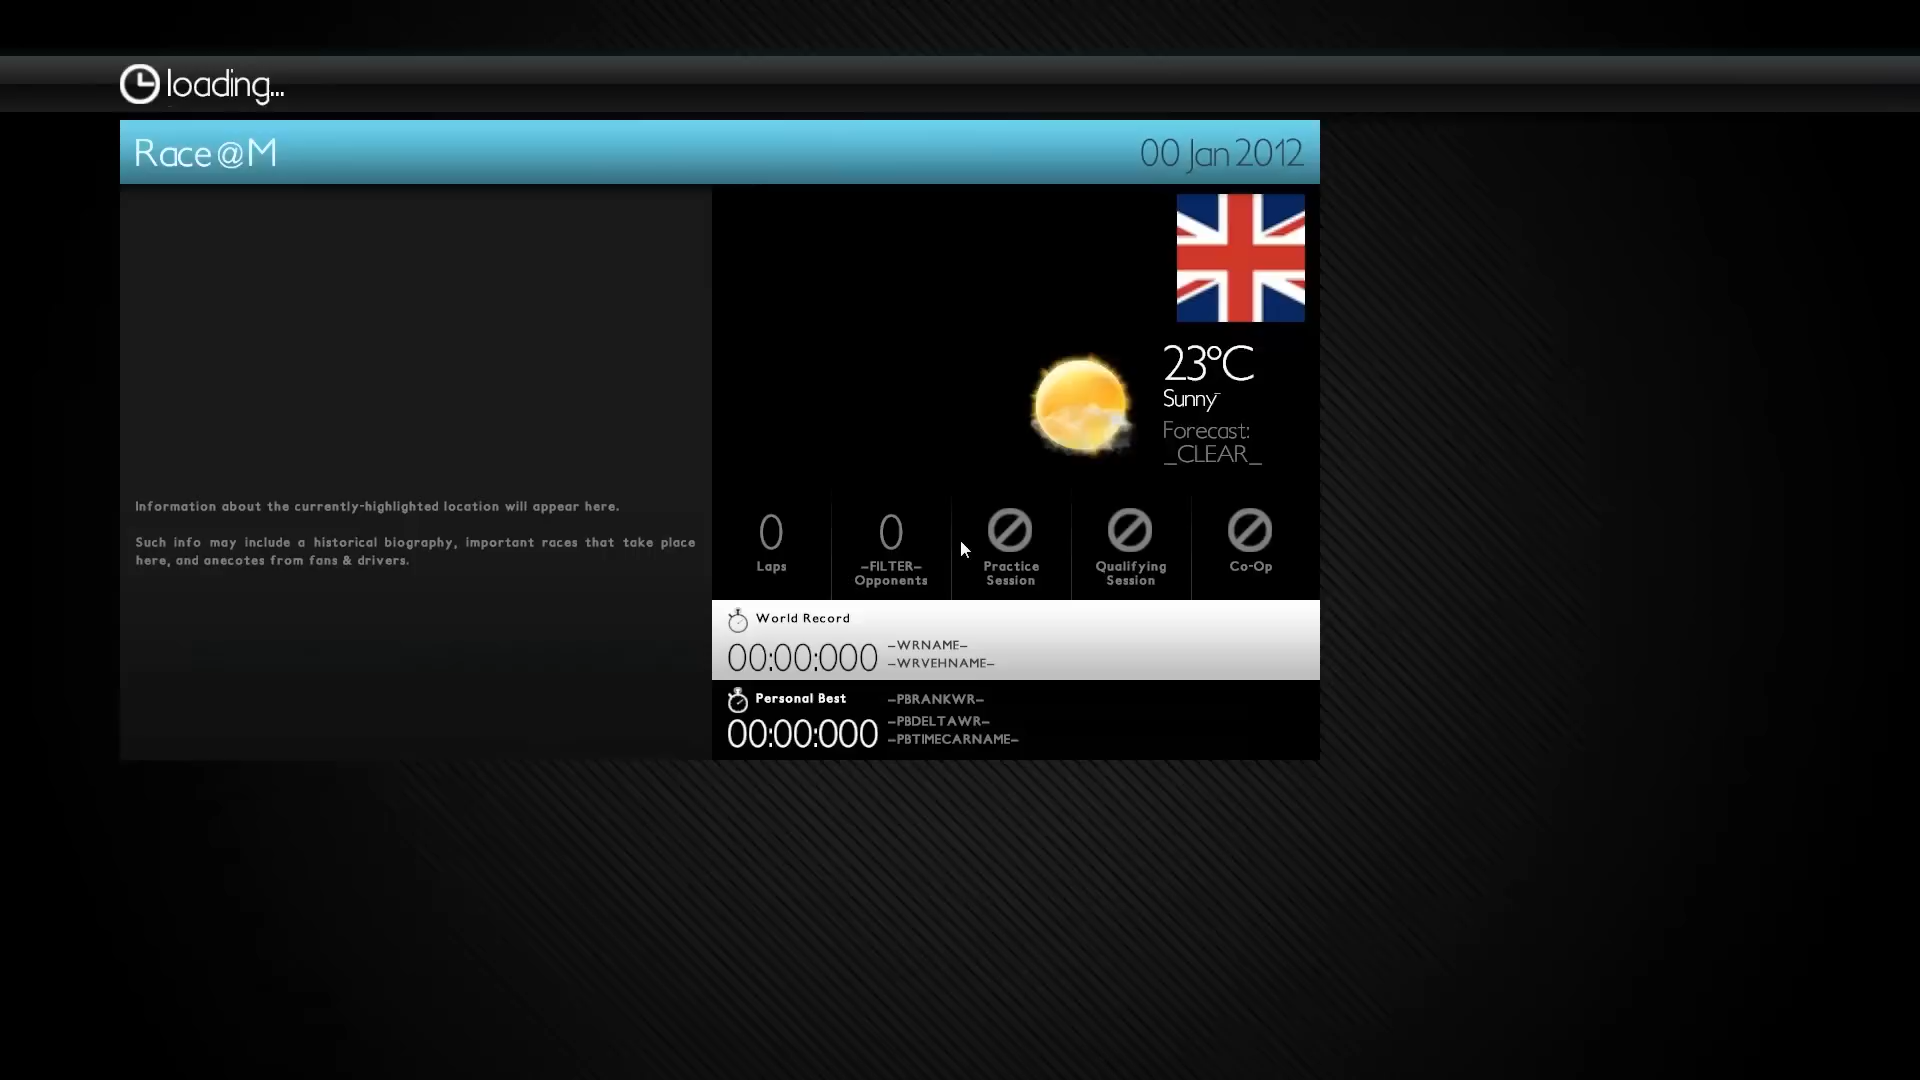 loading...
Race@M
00 Jan 2012
23°C
Sunny
Forecast:
_CLEAR_
Information about the currently-highlighted location will appear here.
Such info may include a historical biography, important races that take place
here, and anecotes from fans & drivers.
0
Laps
0
-FILTER-
Opponents
Practice
Session
Qualifying
Session
Co-Op
World Record
00:00:000
-WRNAME-
-WRVEHNAME-
Personal Best
00:00:000
-PBRANKWR-
-PBDELTAWR-
-PBTIMECARNAME-